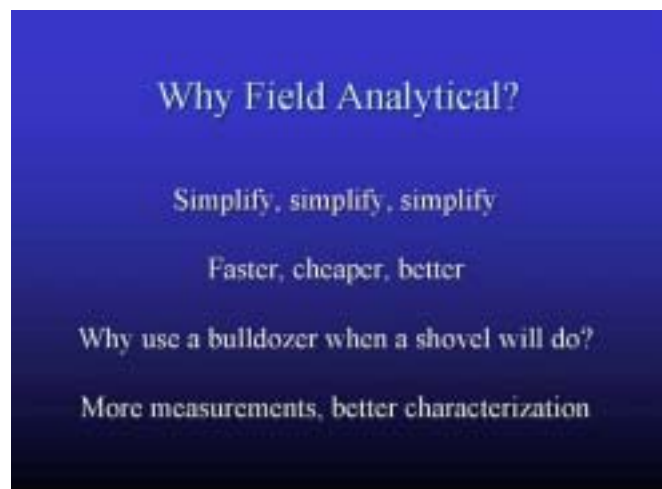 Why Field Analytical?
Simplify, simplify, simplify
Faster, cheaper, better
Why use a bulldozer when a shovel will do?
More measurements, better characterization